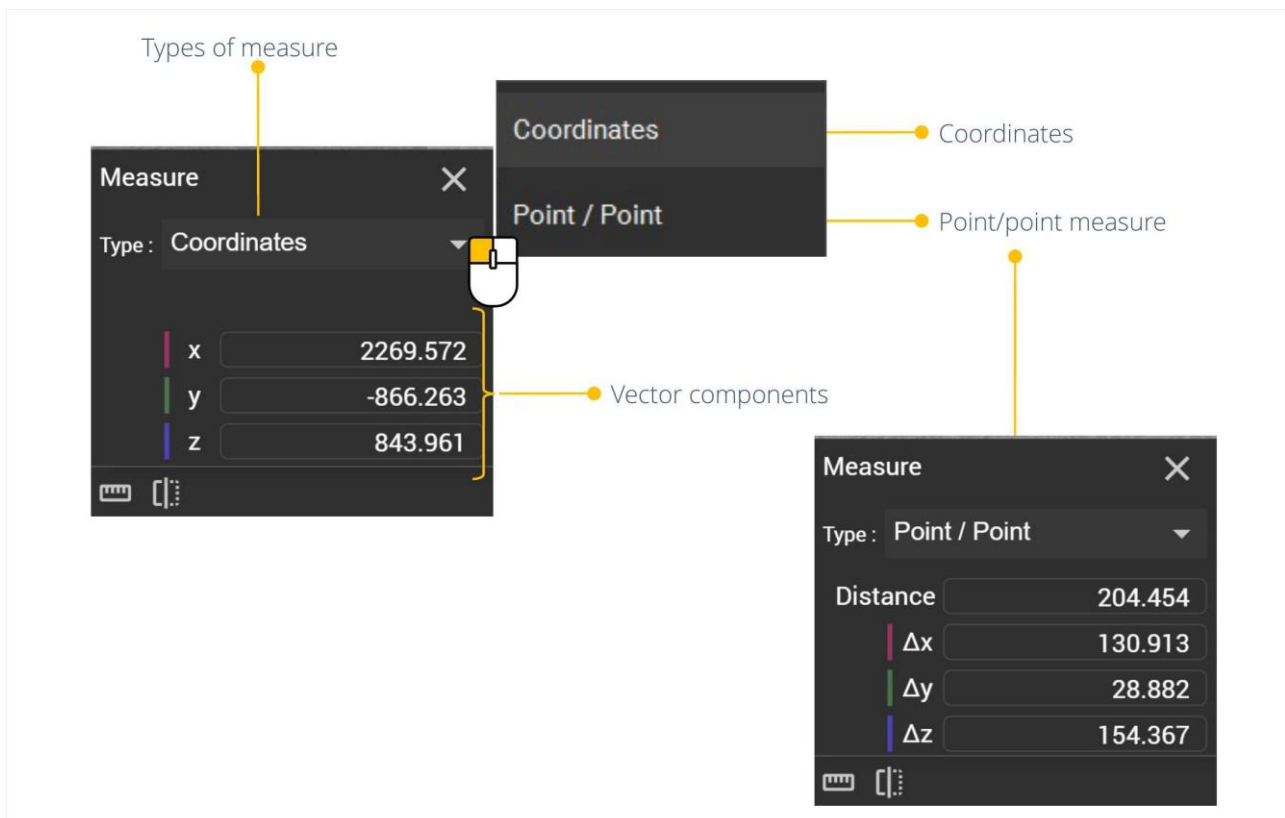 Types of measure
Measure
Type : Coordinates
x 2269.572
y -866.263
z 843.961
Coordinates
Point / Point
Coordinates
Point/point measure
Vector components
Measure
Type : Point / Point
Distance 204.454
Δx 130.913
Δy 28.882
Δz 154.367